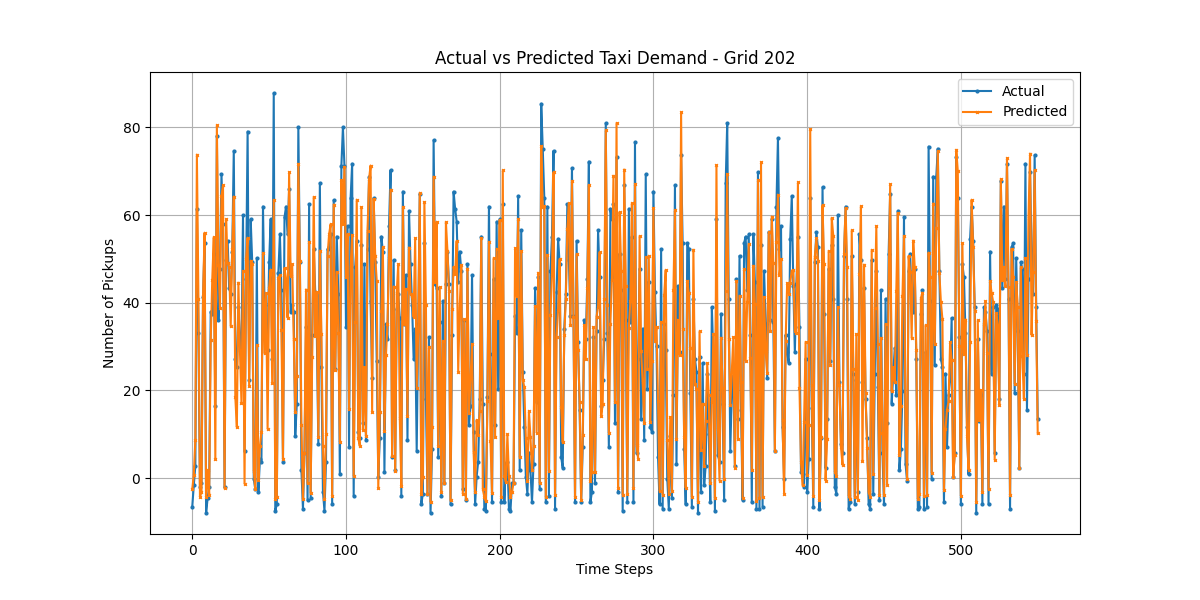 Actual vs Predicted Taxi Demand - Grid 202
Actual
Predicted
Number of Pickups
80
60
40
20
0
0 100 200 300 400 500
Time Steps